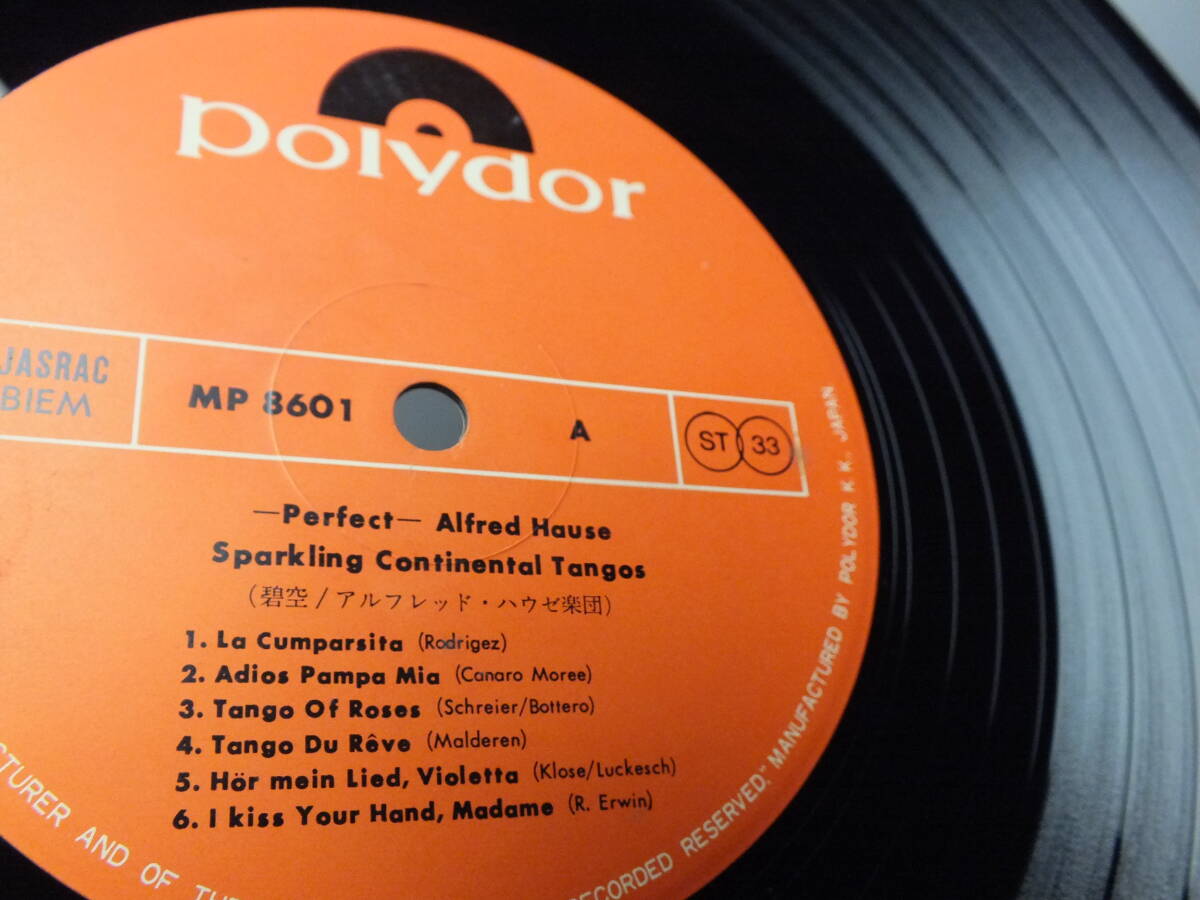 polydor
JASRAC
BIEM
MP 8601
A
ST 33
—Perfect— Alfred Hause
Sparkling Continental Tangos
(碧空/アルフレッド・ハウゼ楽団)
1. La Cumparsita (Rodrigez)
2. Adios Pampa Mia (Canaro Moree)
3. Tango Of Roses (Schreier/Bottero)
4. Tango Du Rêve (Malderen)
5. Hör mein Lied, Violetta (Klose/Luckesch)
6. I kiss Your Hand, Madame (R. Erwin)
TURER AND OF RECORDED RESERVED." MANUFACTURED BY POLYDOR K. K., JAPAN